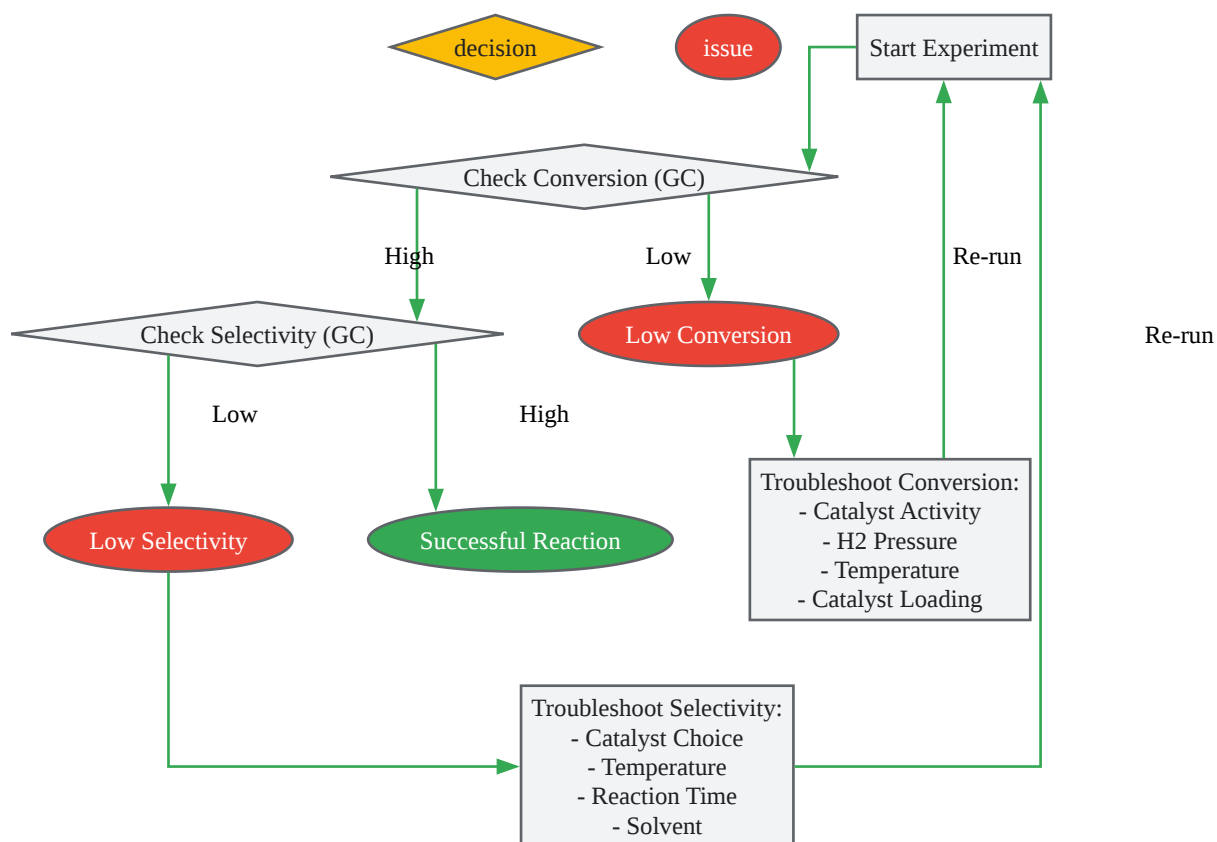 decision
issue
Start Experiment
Check Conversion (GC)
High
Low
Re-run
Check Selectivity (GC)
Low Conversion
Re-run
Low
High
Troubleshoot Conversion:
- Catalyst Activity
- H2 Pressure
- Temperature
- Catalyst Loading
Low Selectivity
Successful Reaction
Troubleshoot Selectivity:
- Catalyst Choice
- Temperature
- Reaction Time
- Solvent